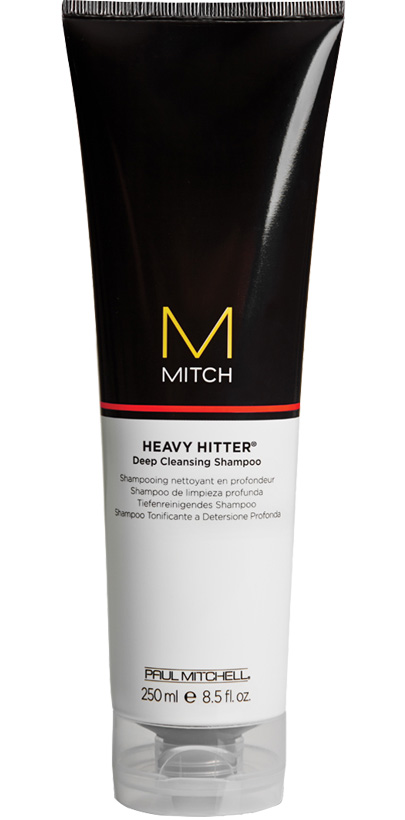 M
MITCH
HEAVY HITTER®
Deep Cleansing Shampoo
Shampooing nettoyant en profondeur
Shampoo de limpieza profunda
Tiefenreinigendes Shampoo
Shampoo Tonificante a Detersione Profonda
PAUL MITCHELL®
250 ml ℮ 8.5 fl. oz.